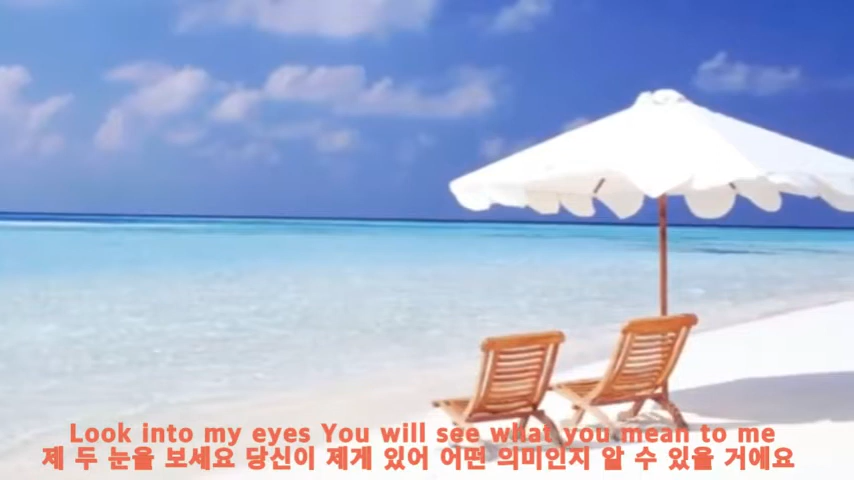 Look into my eyes You will see what you mean to me
제 두 눈을 보세요 당신이 제게 있어 어떤 의미인지 알 수 있을 거에요